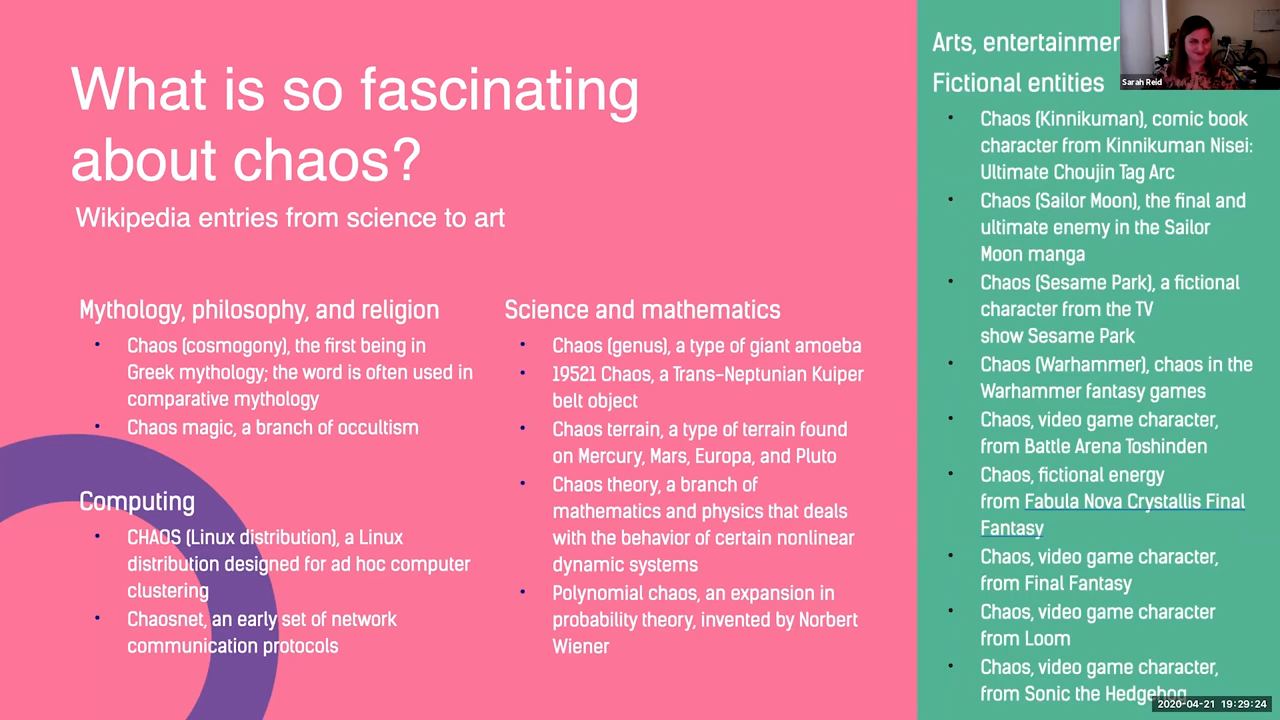 What is so fascinating
about chaos?
Wikipedia entries from science to art
Mythology, philosophy, and religion
Chaos (cosmogony), the first being in
Greek mythology; the word is often used in
comparative mythology
Chaos magic, a branch of occultism
Computing
CHAOS (Linux distribution), a Linux
distribution designed for ad hoc computer
clustering
Chaosnet, an early set of network
communication protocols
Science and mathematics
Chaos (genus), a type of giant amoeba
19521 Chaos, a Trans-Neptunian Kuiper
belt object
Chaos terrain, a type of terrain found
on Mercury, Mars, Europa, and Pluto
Chaos theory, a branch of
mathematics and physics that deals
with the behavior of certain nonlinear
dynamic systems
Polynomial chaos, an expansion in
probability theory, invented by Norbert
Wiener
Arts,
Fictional entities
Chaos (Kinnikuman), comic book
character from Kinnikuman Nisei:
Ultimate Choujin Tag Arc
Chaos (Sailor Moon), the final and
ultimate enemy in the Sailor
Moon manga
Chaos (Sesame Park), a fictional
character from the TV
show Sesame Park
Chaos (Warhammer), chaos in the
Warhammer fantasy games
Chaos, video game character,
from Battle Arena Toshinden
Chaos, fictional energy
from Fabula Nova Crystallis Final
Fantasy
Chaos, video game character,
from Final Fantasy
Chaos, video game character
from Loom
Chaos, video game character,
from Sonic the Hedgehog
Sarah Reid
2020-04-21 19:29:24